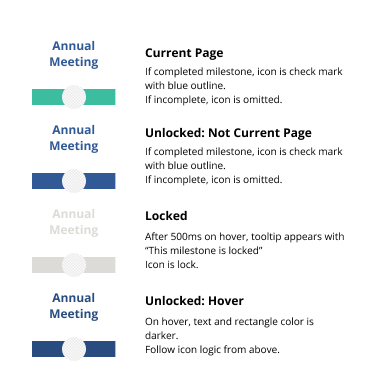 Annual
Meeting
Current Page
If completed milestone, icon is check mark
with blue outline.
If incomplete, icon is omitted.
Annual
Meeting
Unlocked: Not Current Page
If completed milestone, icon is check mark
with blue outline.
If incomplete, icon is omitted.
Annual
Meeting
Locked
After 500ms on hover, tooltip appears with
“This milestone is locked”
Icon is lock.
Annual
Meeting
Unlocked: Hover
On hover, text and rectangle color is
darker.
Follow icon logic from above.